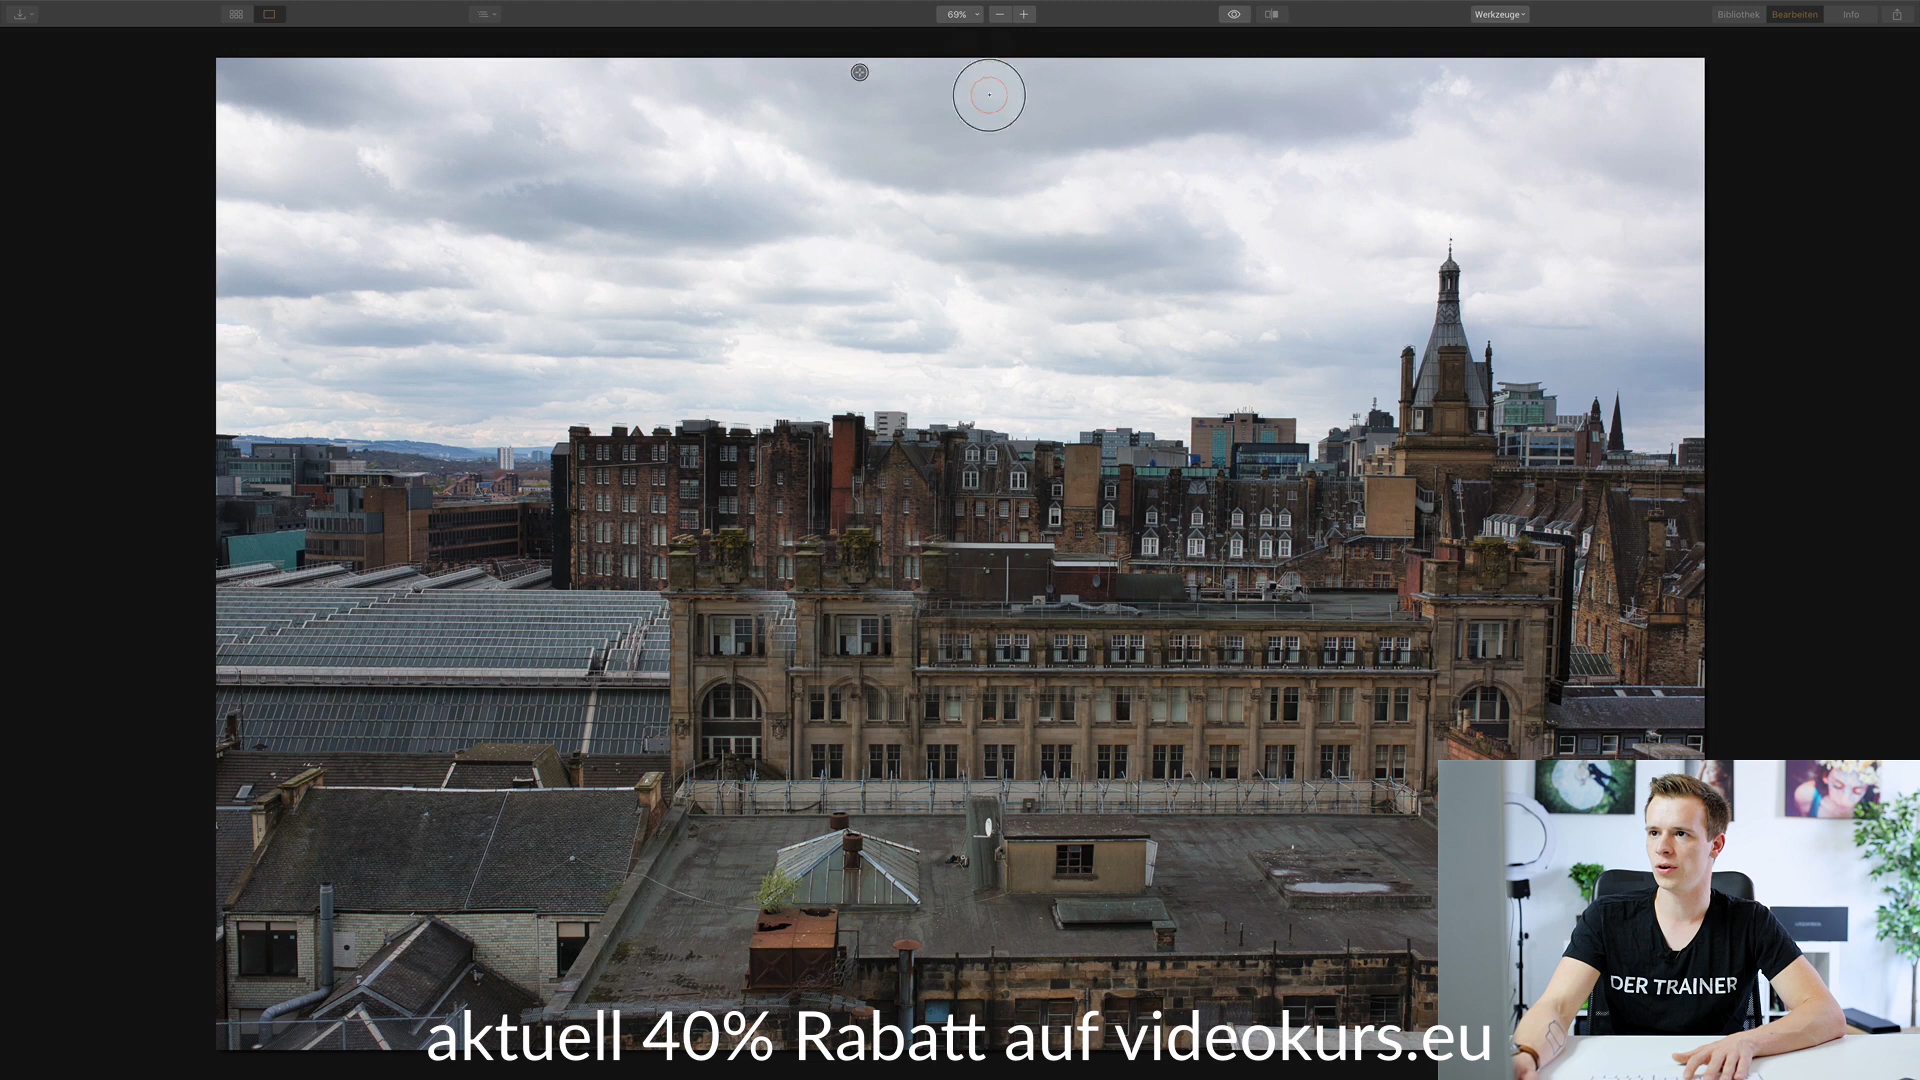 69%
Werkzeuge
Bibliothek
Bearbeiten
Info
DER TRAINER
aktuell 40% Rabatt auf videokurs.eu